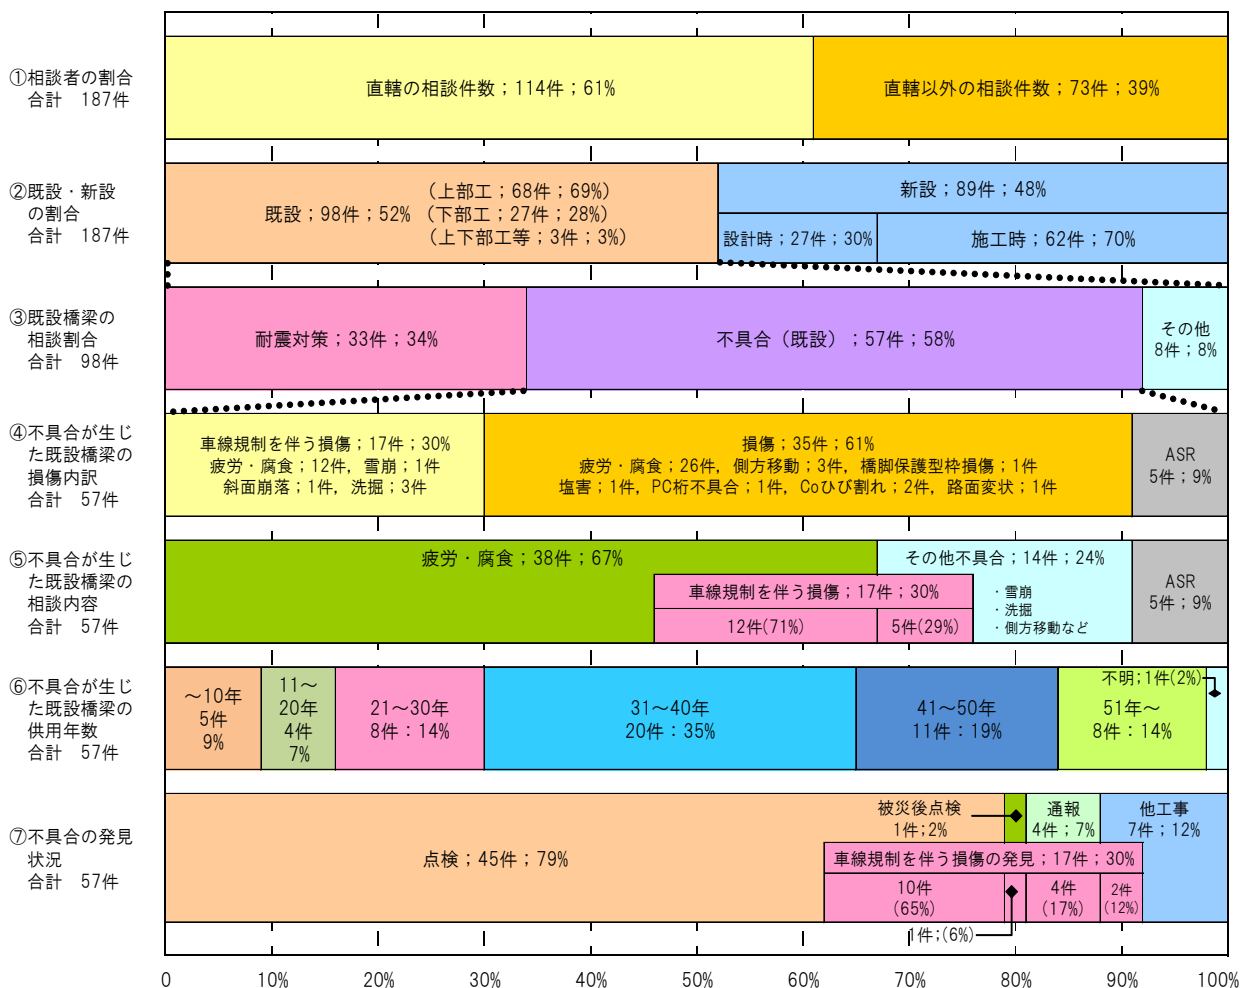 ①相談者の割合
合計　187件
直轄の相談件数；114件；61%
直轄以外の相談件数；73件；39%
②既設・新設
の割合
合計　187件
既設；98件；52%
（上部工；68件；69%）
（下部工；27件；28%）
（上下部工等；3件；3%）
新設；89件；48%
設計時；27件；30%
施工時；62件；70%
③既設橋梁の
相談割合
合計　98件
耐震対策；33件；34%
不具合（既設）；57件；58%
その他
8件；8%
④不具合が生じ
た既設橋梁の
損傷内訳
合計　57件
車線規制を伴う損傷；17件；30%
疲労・腐食；12件，雪崩；1件
斜面崩落；1件，洗掘；3件
損傷；35件；61%
疲労・腐食；26件，側方移動；3件，橋脚保護型枠損傷；1件
塩害；1件，PC桁不具合；1件，Coひび割れ；2件，路面変状；1件
ASR
5件；9%
⑤不具合が生じ
た既設橋梁の
相談内容
合計　57件
疲労・腐食；38件；67%
その他不具合；14件；24%
車線規制を伴う損傷；17件；30%
12件(71%)
5件(29%)
・雪崩
・洗掘
・側方移動など
ASR
5件；9%
⑥不具合が生じ
た既設橋梁の
供用年数
合計　57件
～10年
5件
9%
11～
20年
4件
7%
21～30年
8件：14%
31～40年
20件：35%
41～50年
11件：19%
51年～
8件：14%
不明;1件(2%)
⑦不具合の発見
状況
合計　57件
点検；45件；79%
被災後点検
1件;2%
通報
4件；7%
他工事
7件；12%
車線規制を伴う損傷の発見；17件；30%
10件
(65%)
4件
(17%)
2件
(12%)
1件;(6%)
0 10% 20% 30% 40% 50% 60% 70% 80% 90% 100%